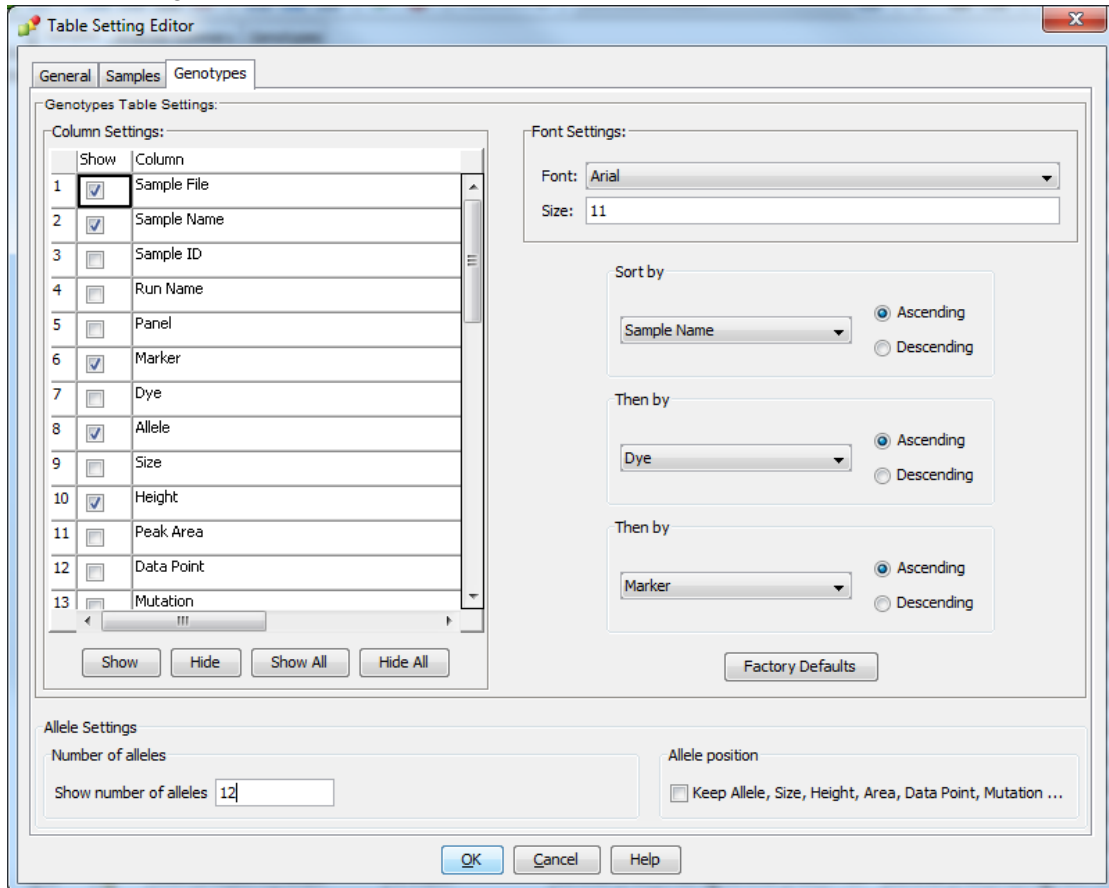 Table Setting Editor
General Samples Genotypes
Genotypes Table Settings:
Column Settings:
Show Column
1 Sample File
2 Sample Name
3 Sample ID
4 Run Name
5 Panel
6 Marker
7 Dye
8 Allele
9 Size
10 Height
11 Peak Area
12 Data Point
13 Mutation
Show Hide Show All Hide All
Font Settings:
Font: Arial
Size: 11
Sort by
Sample Name
Ascending
Descending
Then by
Dye
Ascending
Descending
Then by
Marker
Ascending
Descending
Factory Defaults
Allele Settings
Number of alleles
Show number of alleles 12
Allele position
Keep Allele, Size, Height, Area, Data Point, Mutation ...
OK Cancel Help